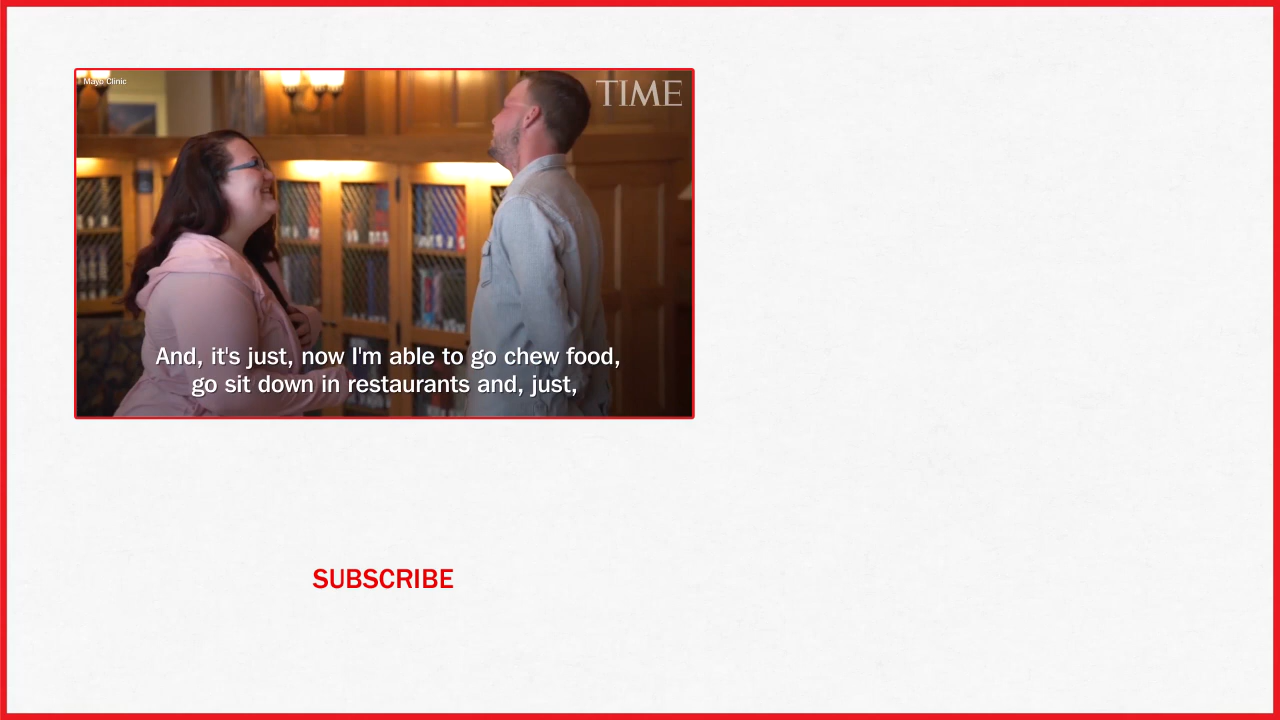 Mayo Clinic
TIME
And, it's just, now I'm able to go chew food,
go sit down in restaurants and, just,
SUBSCRIBE